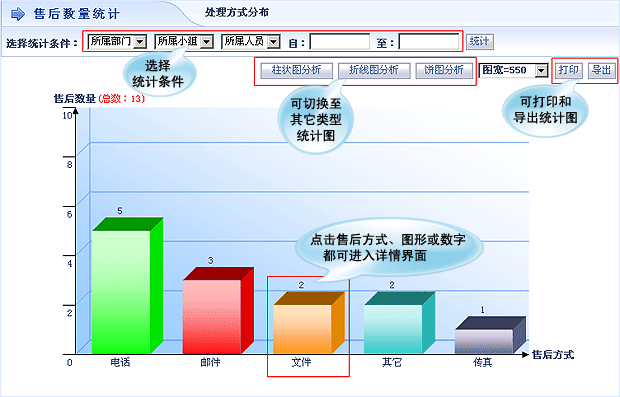 售后数量统计
处理方式分布
选择统计条件： 所属部门 所属小组 所属人员 自： 至： 统计
选择
统计条件
柱状图分析 折线图分析 饼图分析 图宽=550 打印 导出
可切换至
其它类型
统计图
可打印和
导出统计图
售后数量(总数：13)
10
8
6
4
2
0
5
3
2
2
1
点击售后方式、图形或数字
都可进入详情界面
电话 邮件 文件 其它 传真
售后方式